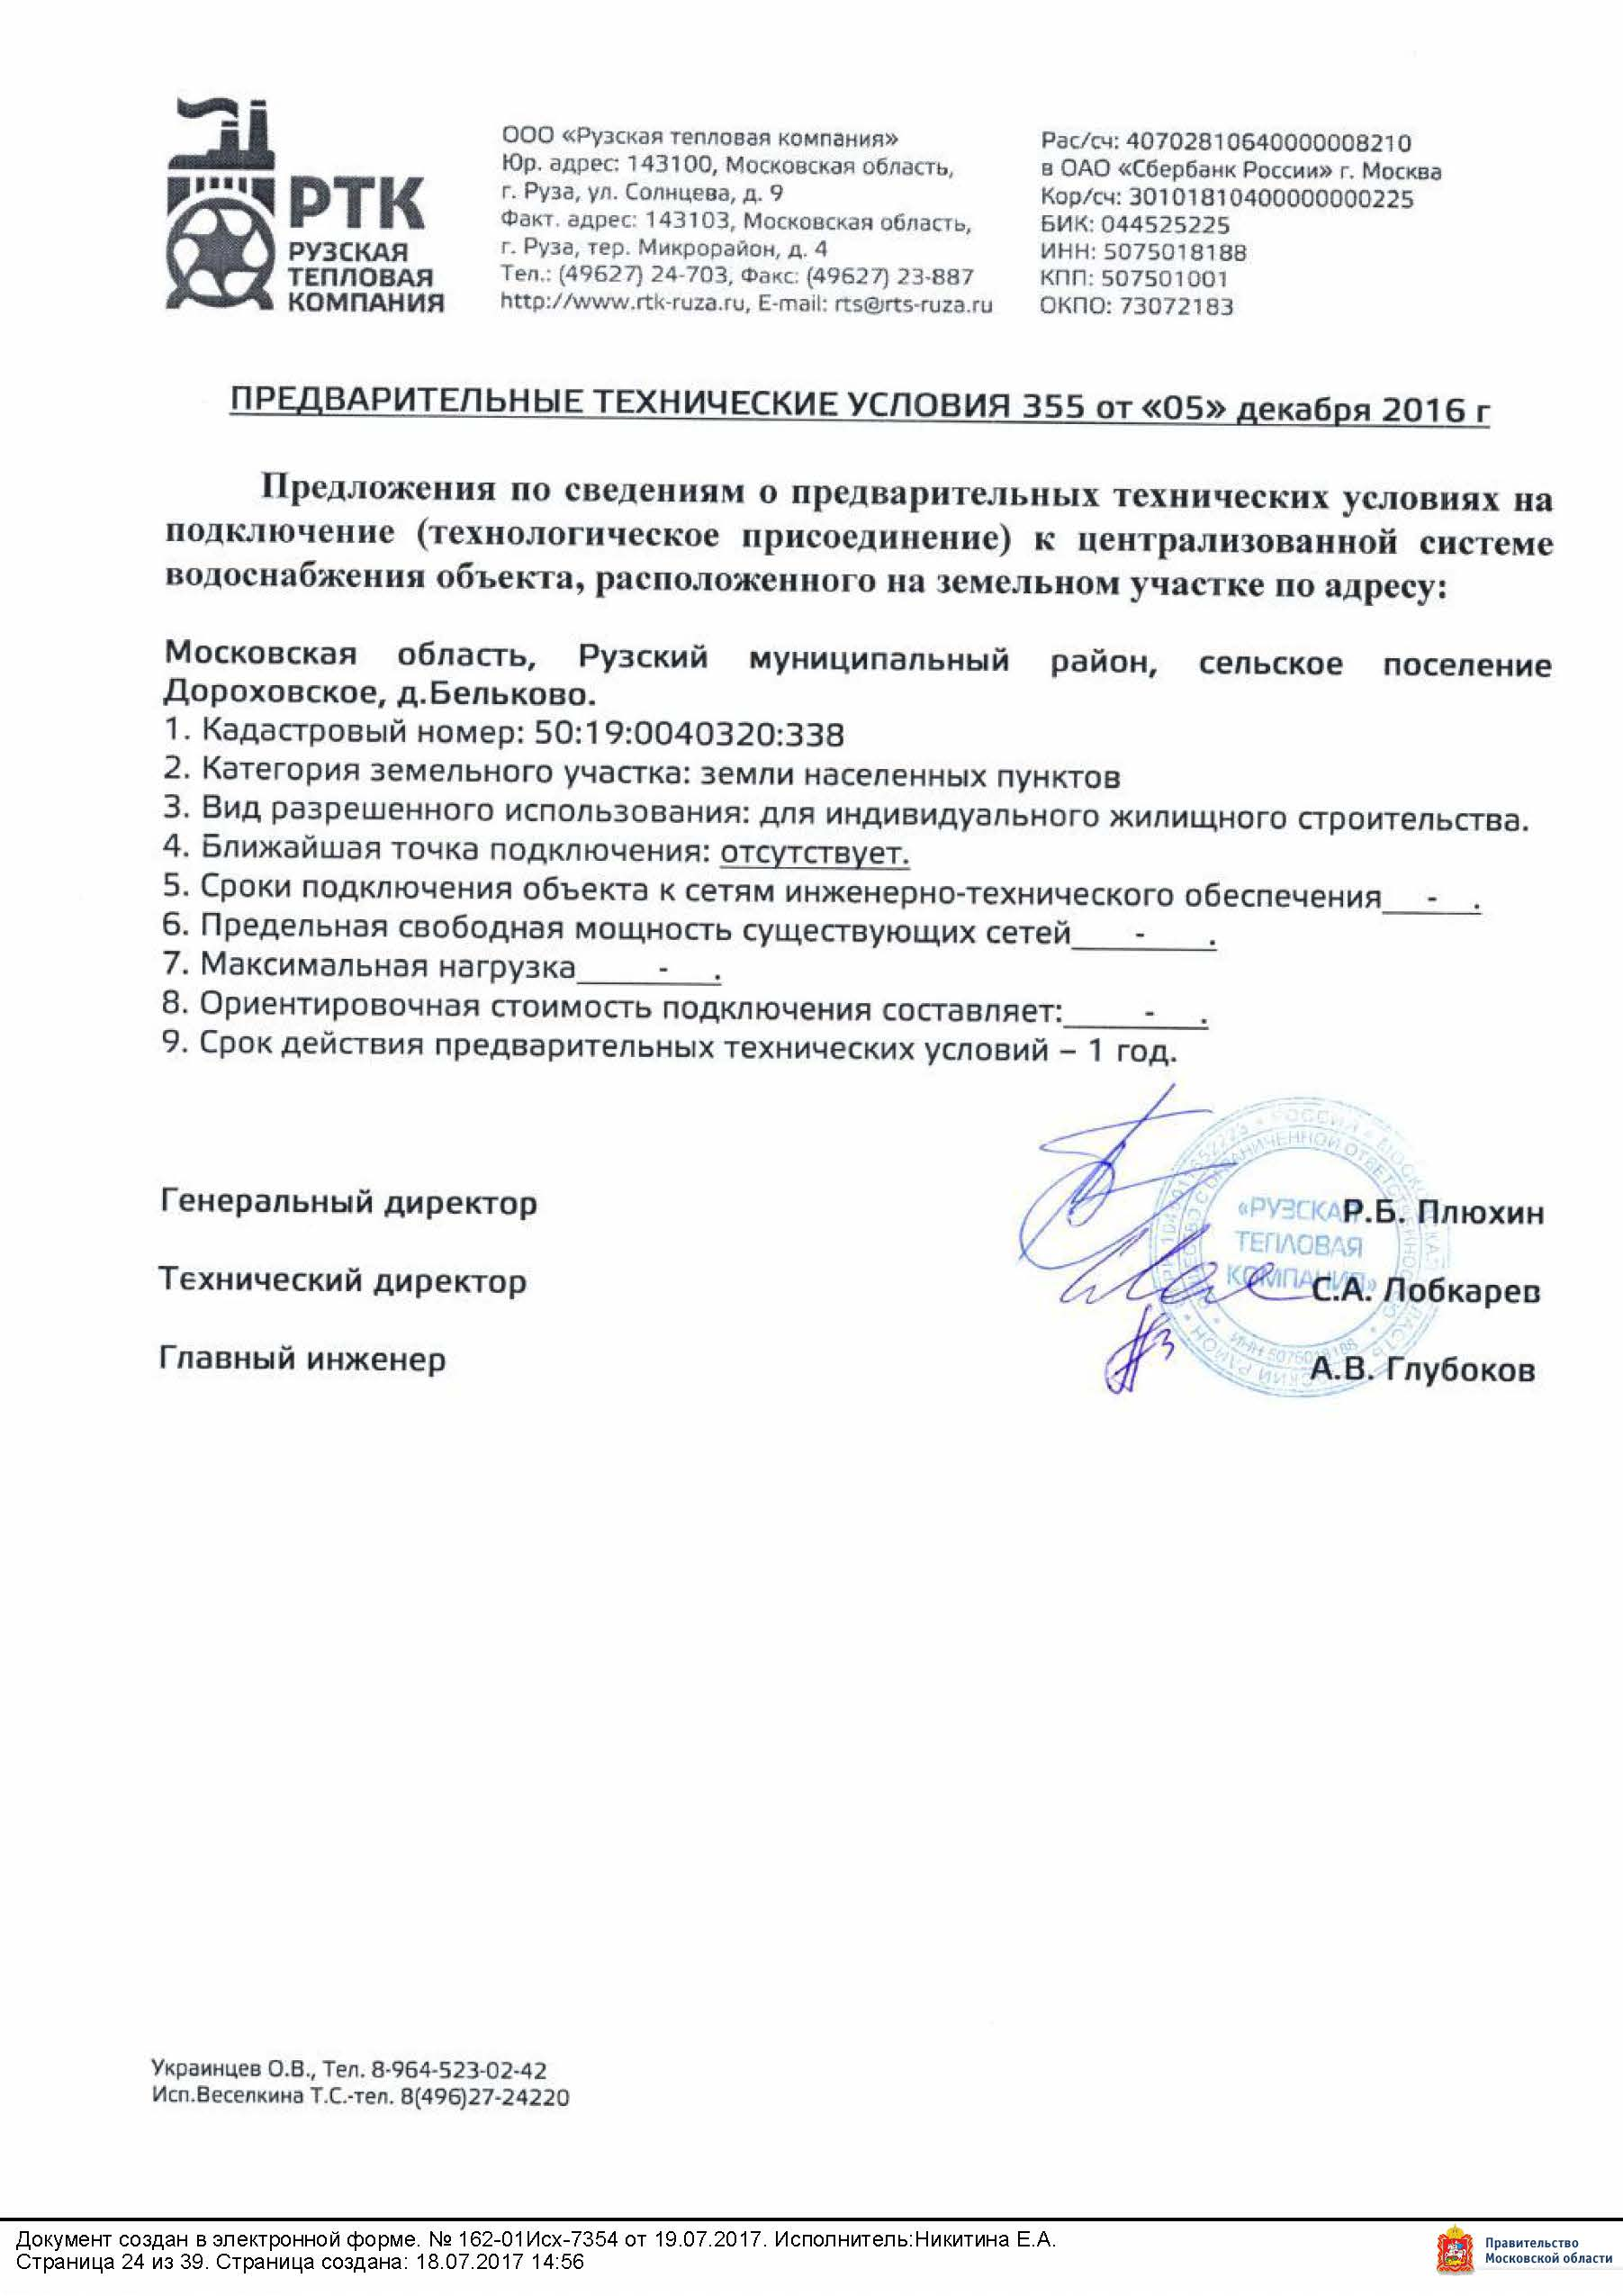 РТК
РУЗСКАЯ
ТЕПЛОВАЯ
КОМПАНИЯ
ООО «Рузская тепловая компания»
Юр. адрес: 143100, Московская область,
г. Руза, ул. Солнцева, д. 9
Факт. адрес: 143103, Московская область,
г. Руза, тер. Микрорайон, д. 4
Тел.: (49627) 24-703, Факс: (49627) 23-887
http://www.rtk-ruza.ru, E-mail: rts@rts-ruza.ru
Рас/сч: 40702810640000008210
в ОАО «Сбербанк России» г. Москва
Кор/сч: 30101810400000000225
БИК: 044525225
ИНН: 5075018188
КПП: 507501001
ОКПО: 73072183
ПРЕДВАРИТЕЛЬНЫЕ ТЕХНИЧЕСКИЕ УСЛОВИЯ 355 от «05» декабря 2016 г
Предложения по сведениям о предварительных технических условиях на
подключение (технологическое присоединение) к централизованной системе
водоснабжения объекта, расположенного на земельном участке по адресу:
Московская область, Рузский муниципальный район, сельское поселение
Дороховское, д.Бельково.
1. Кадастровый номер: 50:19:0040320:338
2. Категория земельного участка: земли населенных пунктов
3. Вид разрешенного использования: для индивидуального жилищного строительства.
4. Ближайшая точка подключения: отсутствует.
5. Сроки подключения объекта к сетям инженерно-технического обеспечения - .
6. Предельная свободная мощность существующих сетей - .
7. Максимальная нагрузка - .
8. Ориентировочная стоимость подключения составляет: - .
9. Срок действия предварительных технических условий – 1 год.
Генеральный директор Р.Б. Плюхин
Технический директор С.А. Лобкарев
Главный инженер А.В. Глубоков
«РУЗСКАЯ
ТЕПЛОВАЯ
КОМПАНИЯ»
ИНН 5075018188
Украинцев О.В., Тел. 8-964-523-02-42
Исп.Веселкина Т.С.-тел. 8(496)27-24220
Документ создан в электронной форме. № 162-01Исх-7354 от 19.07.2017. Исполнитель:Никитина Е.А.
Страница 24 из 39. Страница создана: 18.07.2017 14:56
Правительство
Московской области